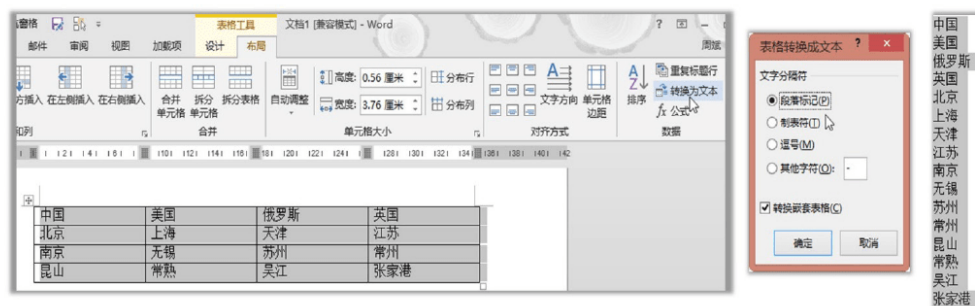 表格工具 文档1 [兼容模式] - Word ?
邮件 审阅 视图 加载项 设计 布局 周斌
方插入 在左侧插入 在右侧插入 合并单元格 拆分单元格 拆分表格 自动调整 高度: 0.56 厘米 分布行 宽度: 3.76 厘米 分布列 文字方向 单元格边距 排序 重复标题行 转换为文本 fx 公式
和列 合并 单元格大小 对齐方式 数据
中国 美国 俄罗斯 英国
北京 上海 天津 江苏
南京 无锡 苏州 常州
昆山 常熟 吴江 张家港
表格转换成文本 ? x
文字分隔符
段落标记(P)
制表符(T)
逗号(M)
其他字符(O): -
转换嵌套表格(C)
确定 取消
中国
美国
俄罗斯
英国
北京
上海
天津
江苏
南京
无锡
苏州
常州
昆山
常熟
吴江
张家港